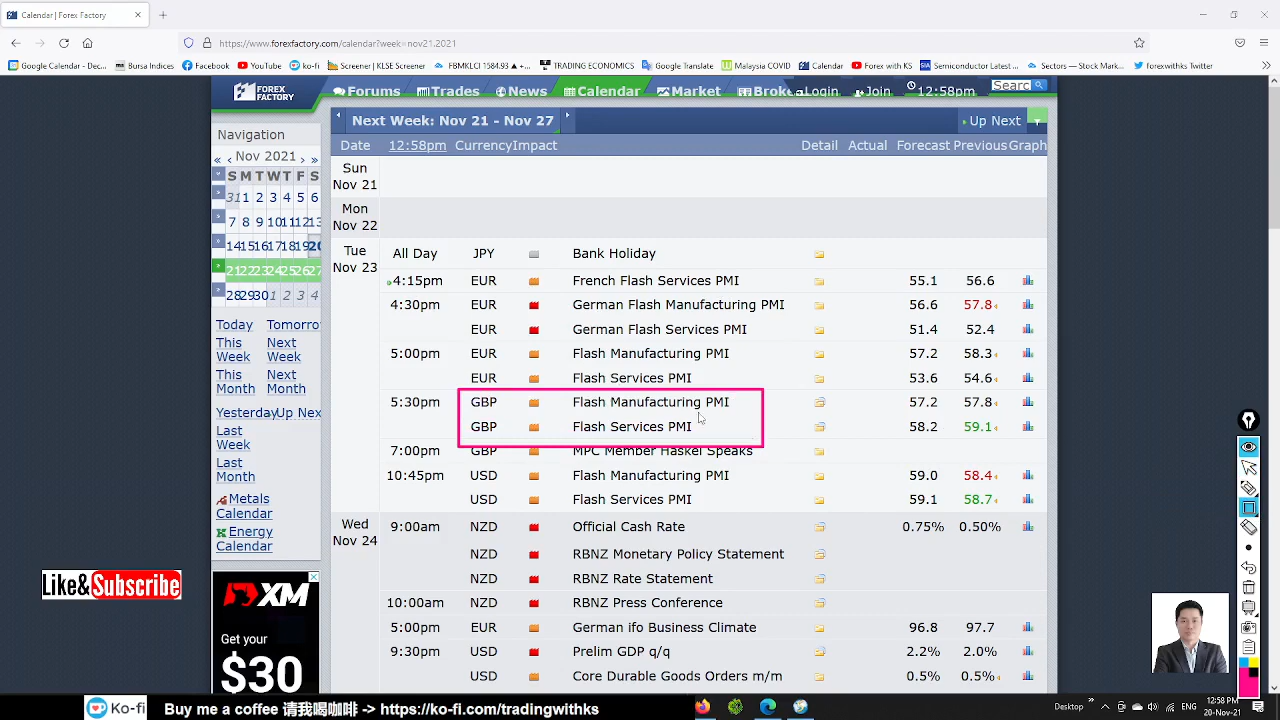 Calendar | Forex Factory
https://www.forexfactory.com/calendar?week=nov21.2021
Google Calendar - Dec...
Bursa Indices
Facebook
YouTube
ko-fi
Screener | KLSE Screener
FBMKLCI 1384.93 ▲ +...
TRADING ECONOMICS
Google Translate
Malaysia COVID
Calendar
Forex with KS
Semiconductor Latest ...
Sectors — Stock Mark...
forexwithks Twitter
FOREX FACTORY
Forums
Trades
News
Calendar
Market
Broke
Login
Join
12:58pm
Searc
Navigation
« ‹ Nov 2021 › »
S M T W T F S
31 1 2 3 4 5 6
7 8 9 10 11 12 13
14 15 16 17 18 19 20
21 22 23 24 25 26 27
28 29 30 1 2 3 4
Today Tomorro
This Week Next Week
This Month Next Month
Yesterday Up Nex
Last Week
Last Month
Metals Calendar
Energy Calendar
XM
Get your
$30
Next Week: Nov 21 - Nov 27
Up Next
Date 12:58pm Currency Impact Detail Actual Forecast Previous Graph
Sun Nov 21
Mon Nov 22
Tue Nov 23
All Day JPY Bank Holiday
4:15pm EUR French Flash Services PMI 55.1 56.6
4:30pm EUR German Flash Manufacturing PMI 56.6 57.8
EUR German Flash Services PMI 51.4 52.4
5:00pm EUR Flash Manufacturing PMI 57.2 58.3
EUR Flash Services PMI 53.6 54.6
5:30pm GBP Flash Manufacturing PMI 57.2 57.8
GBP Flash Services PMI 58.2 59.1
7:00pm GBP MPC Member Haskel Speaks
10:45pm USD Flash Manufacturing PMI 59.0 58.4
USD Flash Services PMI 59.1 58.7
Wed Nov 24
9:00am NZD Official Cash Rate 0.75% 0.50%
NZD RBNZ Monetary Policy Statement
NZD RBNZ Rate Statement
10:00am NZD RBNZ Press Conference
5:00pm EUR German ifo Business Climate 96.8 97.7
9:30pm USD Prelim GDP q/q 2.2% 2.0%
USD Core Durable Goods Orders m/m 0.5% 0.5%
Like&Subscribe
Ko-fi
Buy me a coffee 请我喝咖啡 -> https://ko-fi.com/tradingwithks
Desktop
ENG
12:58 PM
20-Nov-21